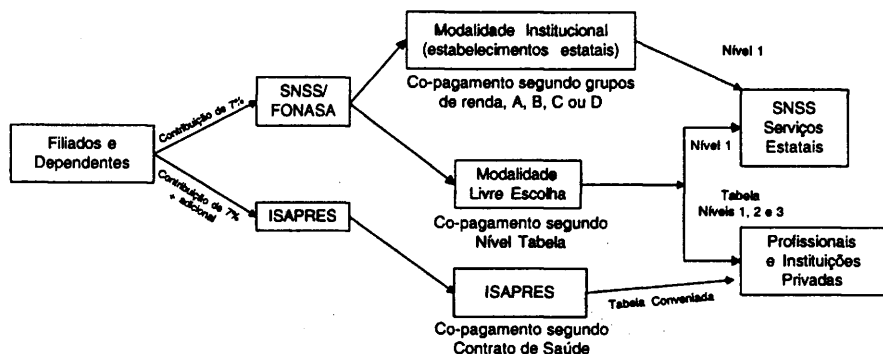 Modalidade Institucional
(estabelecimentos estatais)
Nível 1
Co-pagamento segundo grupos
de renda, A, B, C ou D
SNSS/
FONASA
Contribuição de 7%
SNSS
Serviços
Estatais
Filiados e
Dependentes
Nível 1
Modalidade
Livre Escolha
Contribuição de 7%
+ adicional
Tabela
Níveis 1, 2 e 3
ISAPRES
Co-pagamento segundo
Nível Tabela
Profissionais
e Instituições
Privadas
ISAPRES
Tabela Conveniada
Co-pagamento segundo
Contrato de Saúde